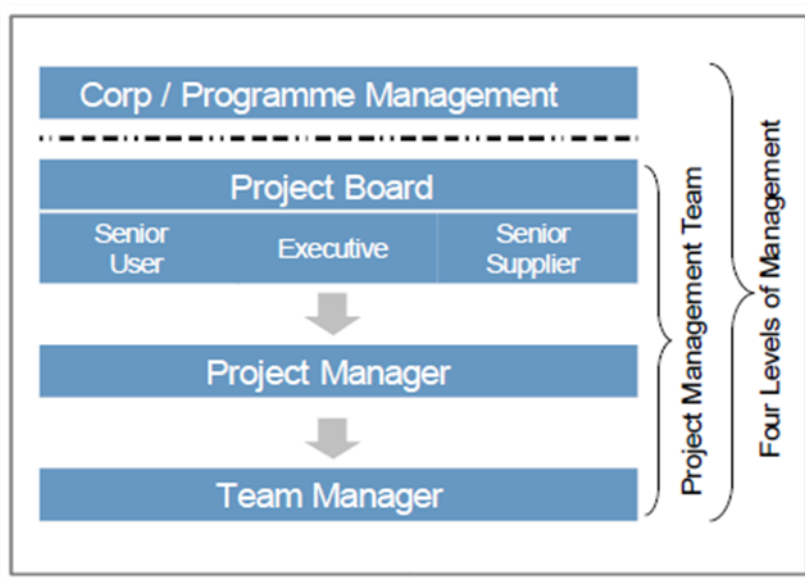 Corp / Programme Management
Project Board
Senior
User
Executive
Senior
Supplier
Project Manager
Team Manager
Project Management Team
Four Levels of Management